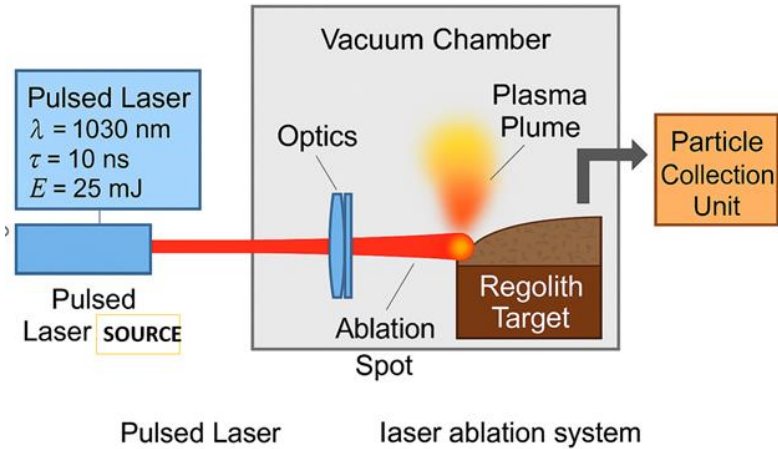 Vacuum Chamber
Pulsed Laser
λ = 1030 nm
τ = 10 ns
E = 25 mJ
Optics
Plasma
Plume
Particle
Collection
Unit
Pulsed
Laser SOURCE
Ablation
Spot
Regolith
Target
Pulsed Laser
laser ablation system